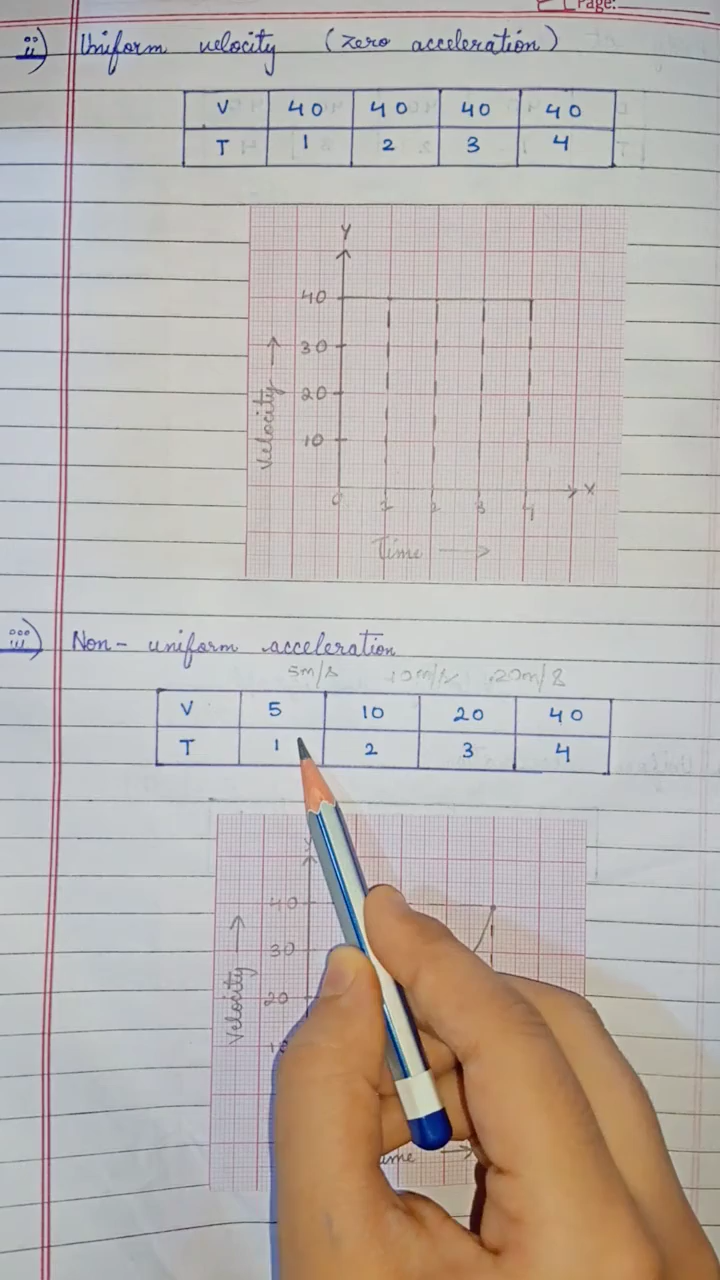 Page:
ii) Uniform velocity (zero acceleration)
V 40 40 40 40
T 1 2 3 4
Y
40
30
20
10
Velocity →
0 1 2 3 4 X
Time →
iii) Non-uniform acceleration
5m/s 10m/s 20m/s
V 5 10 20 40
T 1 2 3 4
40
30
20
Velocity →